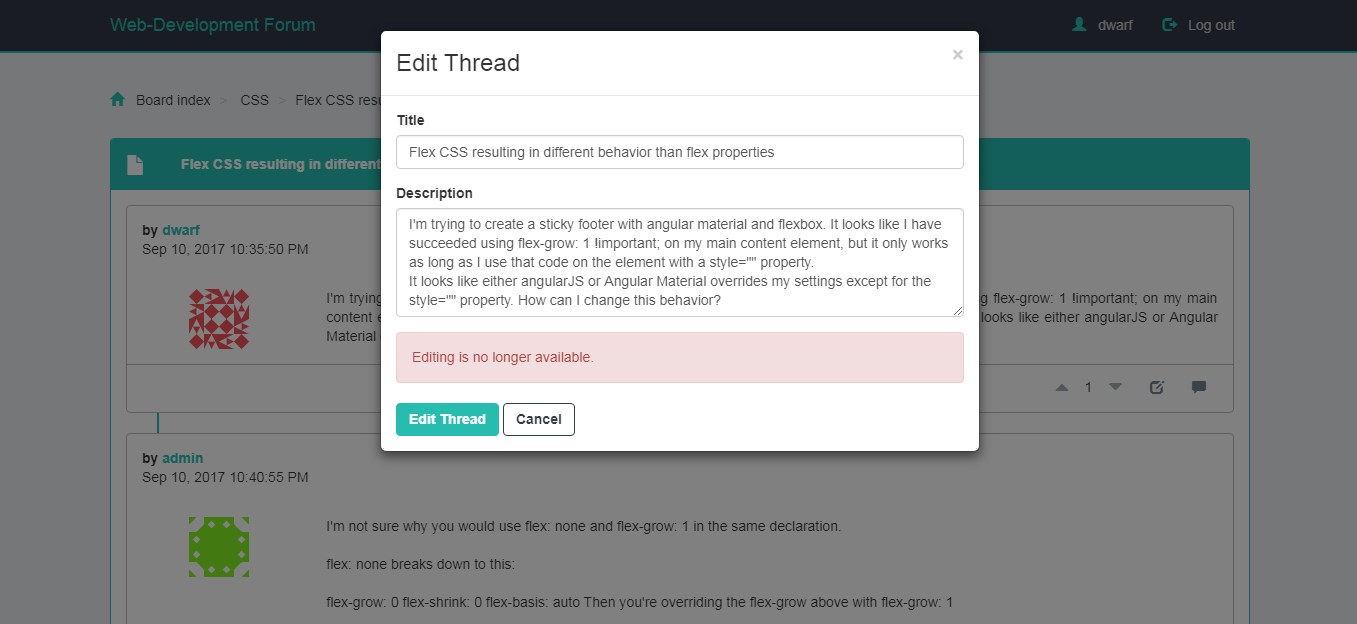 Web-Development Forum
dwarf
Log out
Edit Thread
×
Board index > CSS > Flex CSS
Title
Flex CSS resulting in different behavior than flex properties
Flex CSS resulting in different
Description
I'm trying to create a sticky footer with angular material and flexbox. It looks like I have
succeeded using flex-grow: 1 !important; on my main content element, but it only works
as long as I use that code on the element with a style="" property.
It looks like either angularJS or Angular Material overrides my settings except for the
style="" property. How can I change this behavior?
by dwarf
Sep 10, 2017 10:35:50 PM
I'm trying
flex-grow: 1 !important; on my main
content
looks like either angularJS or Angular
Material
Editing is no longer available.
1
Edit Thread
Cancel
by admin
Sep 10, 2017 10:40:55 PM
I'm not sure why you would use flex: none and flex-grow: 1 in the same declaration.
flex: none breaks down to this:
flex-grow: 0 flex-shrink: 0 flex-basis: auto Then you're overriding the flex-grow above with flex-grow: 1